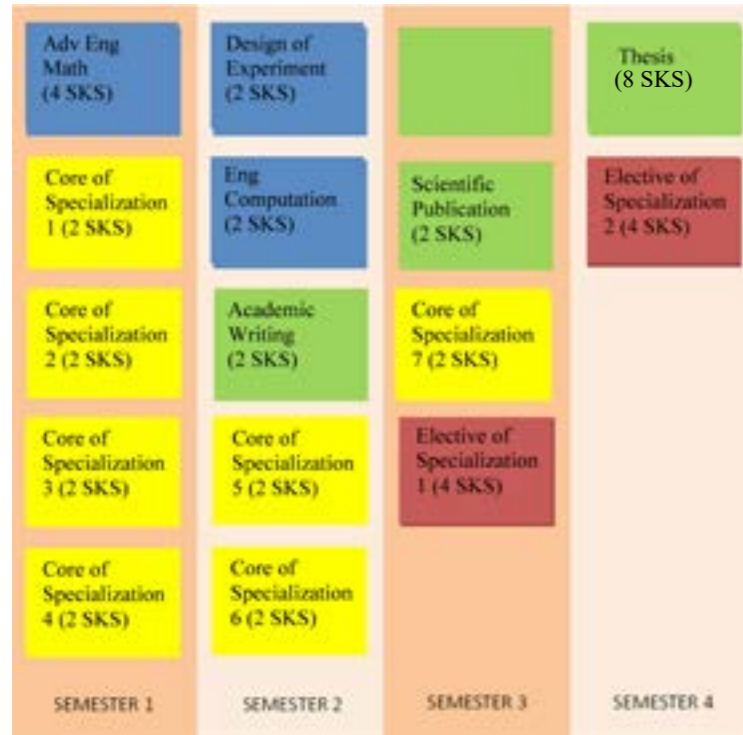 Adv Eng
Math
(4 SKS)
Core of
Specialization
1 (2 SKS)
Core of
Specialization
2 (2 SKS)
Core of
Specialization
3 (2 SKS)
Core of
Specialization
4 (2 SKS)
SEMESTER 1
Design of
Experiment
(2 SKS)
Eng
Computation
(2 SKS)
Academic
Writing
(2 SKS)
Core of
Specialization
5 (2 SKS)
Core of
Specialization
6 (2 SKS)
SEMESTER 2
Scientific
Publication
(2 SKS)
Core of
Specialization
7 (2 SKS)
Elective of
Specialization
1 (4 SKS)
SEMESTER 3
Thesis
(8 SKS)
Elective of
Specialization
2 (4 SKS)
SEMESTER 4